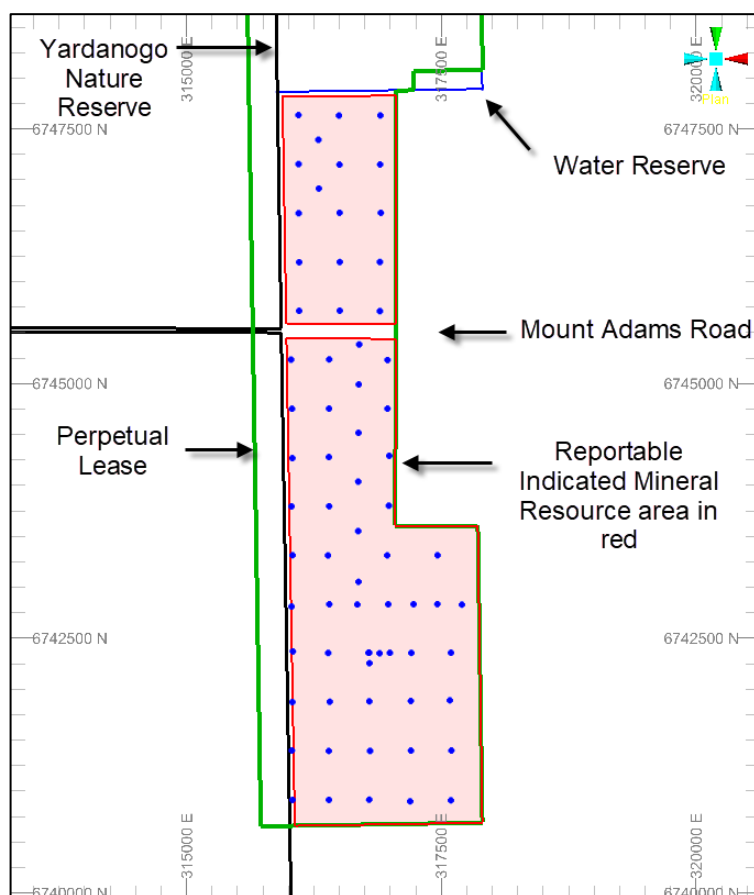 Yardanogo
Nature
Reserve
315000 E
317500 E
320000 E
Plan
6747500 N
6747500 N
Water Reserve
Mount Adams Road
6745000 N
6745000 N
Perpetual
Lease
Reportable
Indicated Mineral
Resource area in
red
6742500 N
6742500 N
315000 E
317500 E
320000 E
6740000 N
6740000 N